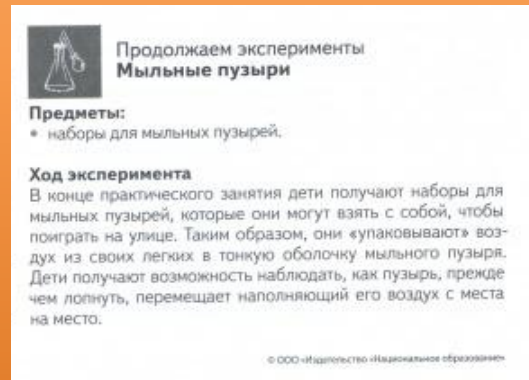 Продолжаем эксперименты
Мыльные пузыри
Предметы:
• наборы для мыльных пузырей.
Ход эксперимента
В конце практического занятия дети получают наборы для
мыльных пузырей, которые они могут взять с собой, чтобы
поиграть на улице. Таким образом, они «упаковывают» воз-
дух из своих легких в тонкую оболочку мыльного пузыря.
Дети получают возможность наблюдать, как пузырь, прежде
чем лопнуть, перемещает наполняющий его воздух с места
на место.
© ООО «Издательство «Национальное образование»